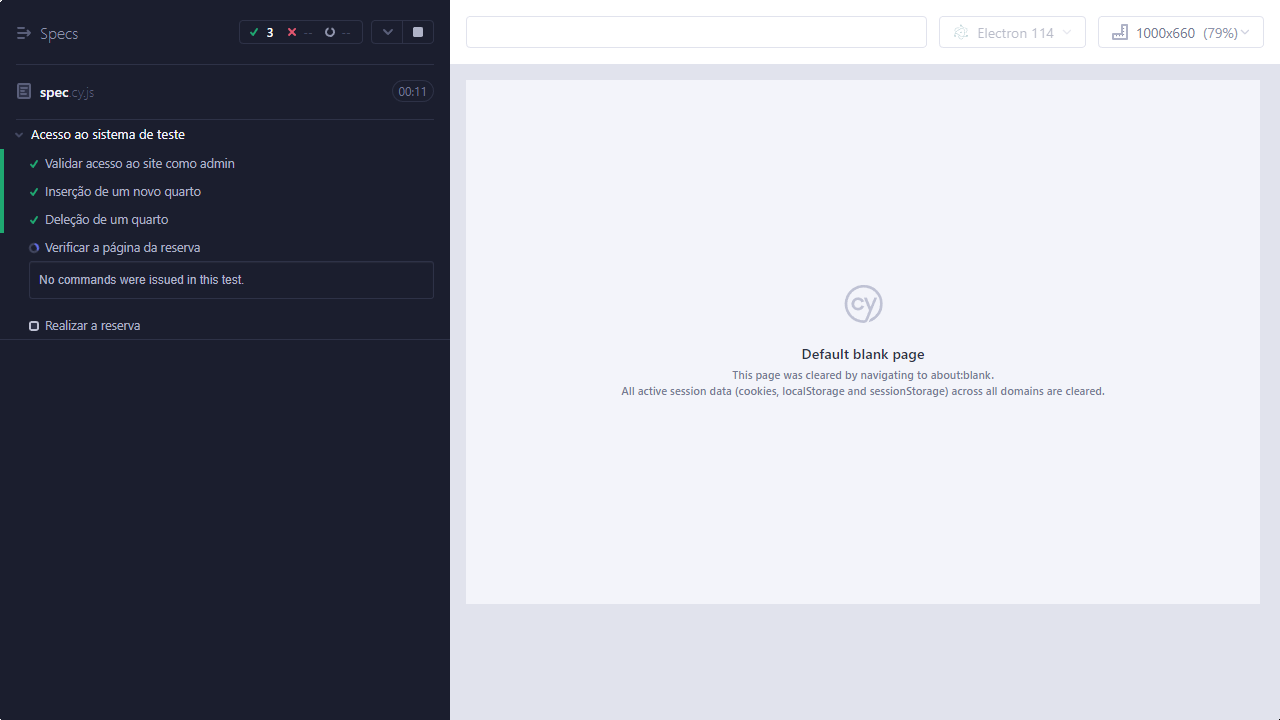 Specs
3 -- --
spec.cy.js
00:11
Acesso ao sistema de teste
Validar acesso ao site como admin
Inserção de um novo quarto
Deleção de um quarto
Verificar a página da reserva
No commands were issued in this test.
Realizar a reserva
Electron 114
1000x660 (79%)
cy
Default blank page
This page was cleared by navigating to about:blank.
All active session data (cookies, localStorage and sessionStorage) across all domains are cleared.